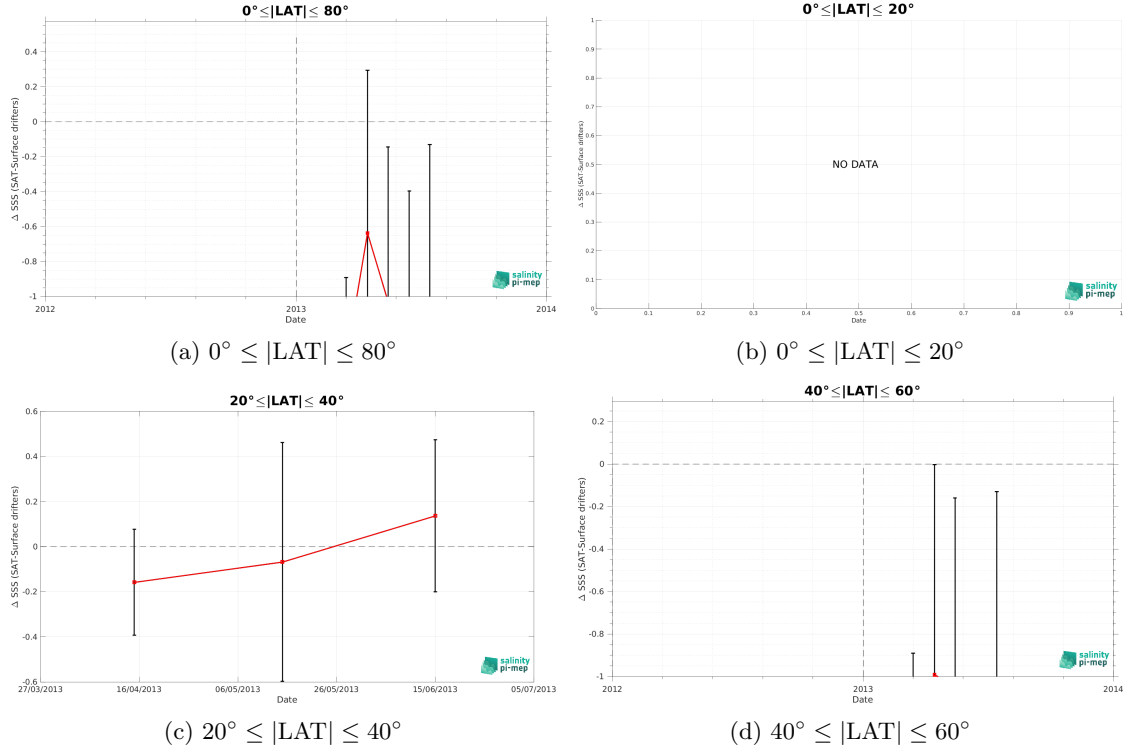 0°≤|LAT|≤ 80°
Δ SSS (SAT-Surface drifters)
0.4
0.2
0
-0.2
-0.4
-0.6
-0.8
-1
2012
2013
2014
Date
salinity
pi-mep
(a) 0° ≤ |LAT| ≤ 80°
0°≤|LAT|≤ 20°
Δ SSS (SAT-Surface drifters)
1
0.9
0.8
0.7
0.6
0.5
0.4
0.3
0.2
0.1
0
NO DATA
0
0.1
0.2
0.3
0.4
0.5
0.6
0.7
0.8
0.9
1
Date
salinity
pi-mep
(b) 0° ≤ |LAT| ≤ 20°
20°≤|LAT|≤ 40°
Δ SSS (SAT-Surface drifters)
0.6
0.4
0.2
0
-0.2
-0.4
-0.6
27/03/2013
16/04/2013
06/05/2013
26/05/2013
15/06/2013
05/07/2013
Date
salinity
pi-mep
(c) 20° ≤ |LAT| ≤ 40°
40°≤|LAT|≤ 60°
Δ SSS (SAT-Surface drifters)
0.2
0
-0.2
-0.4
-0.6
-0.8
-1
2012
2013
2014
Date
salinity
pi-mep
(d) 40° ≤ |LAT| ≤ 60°